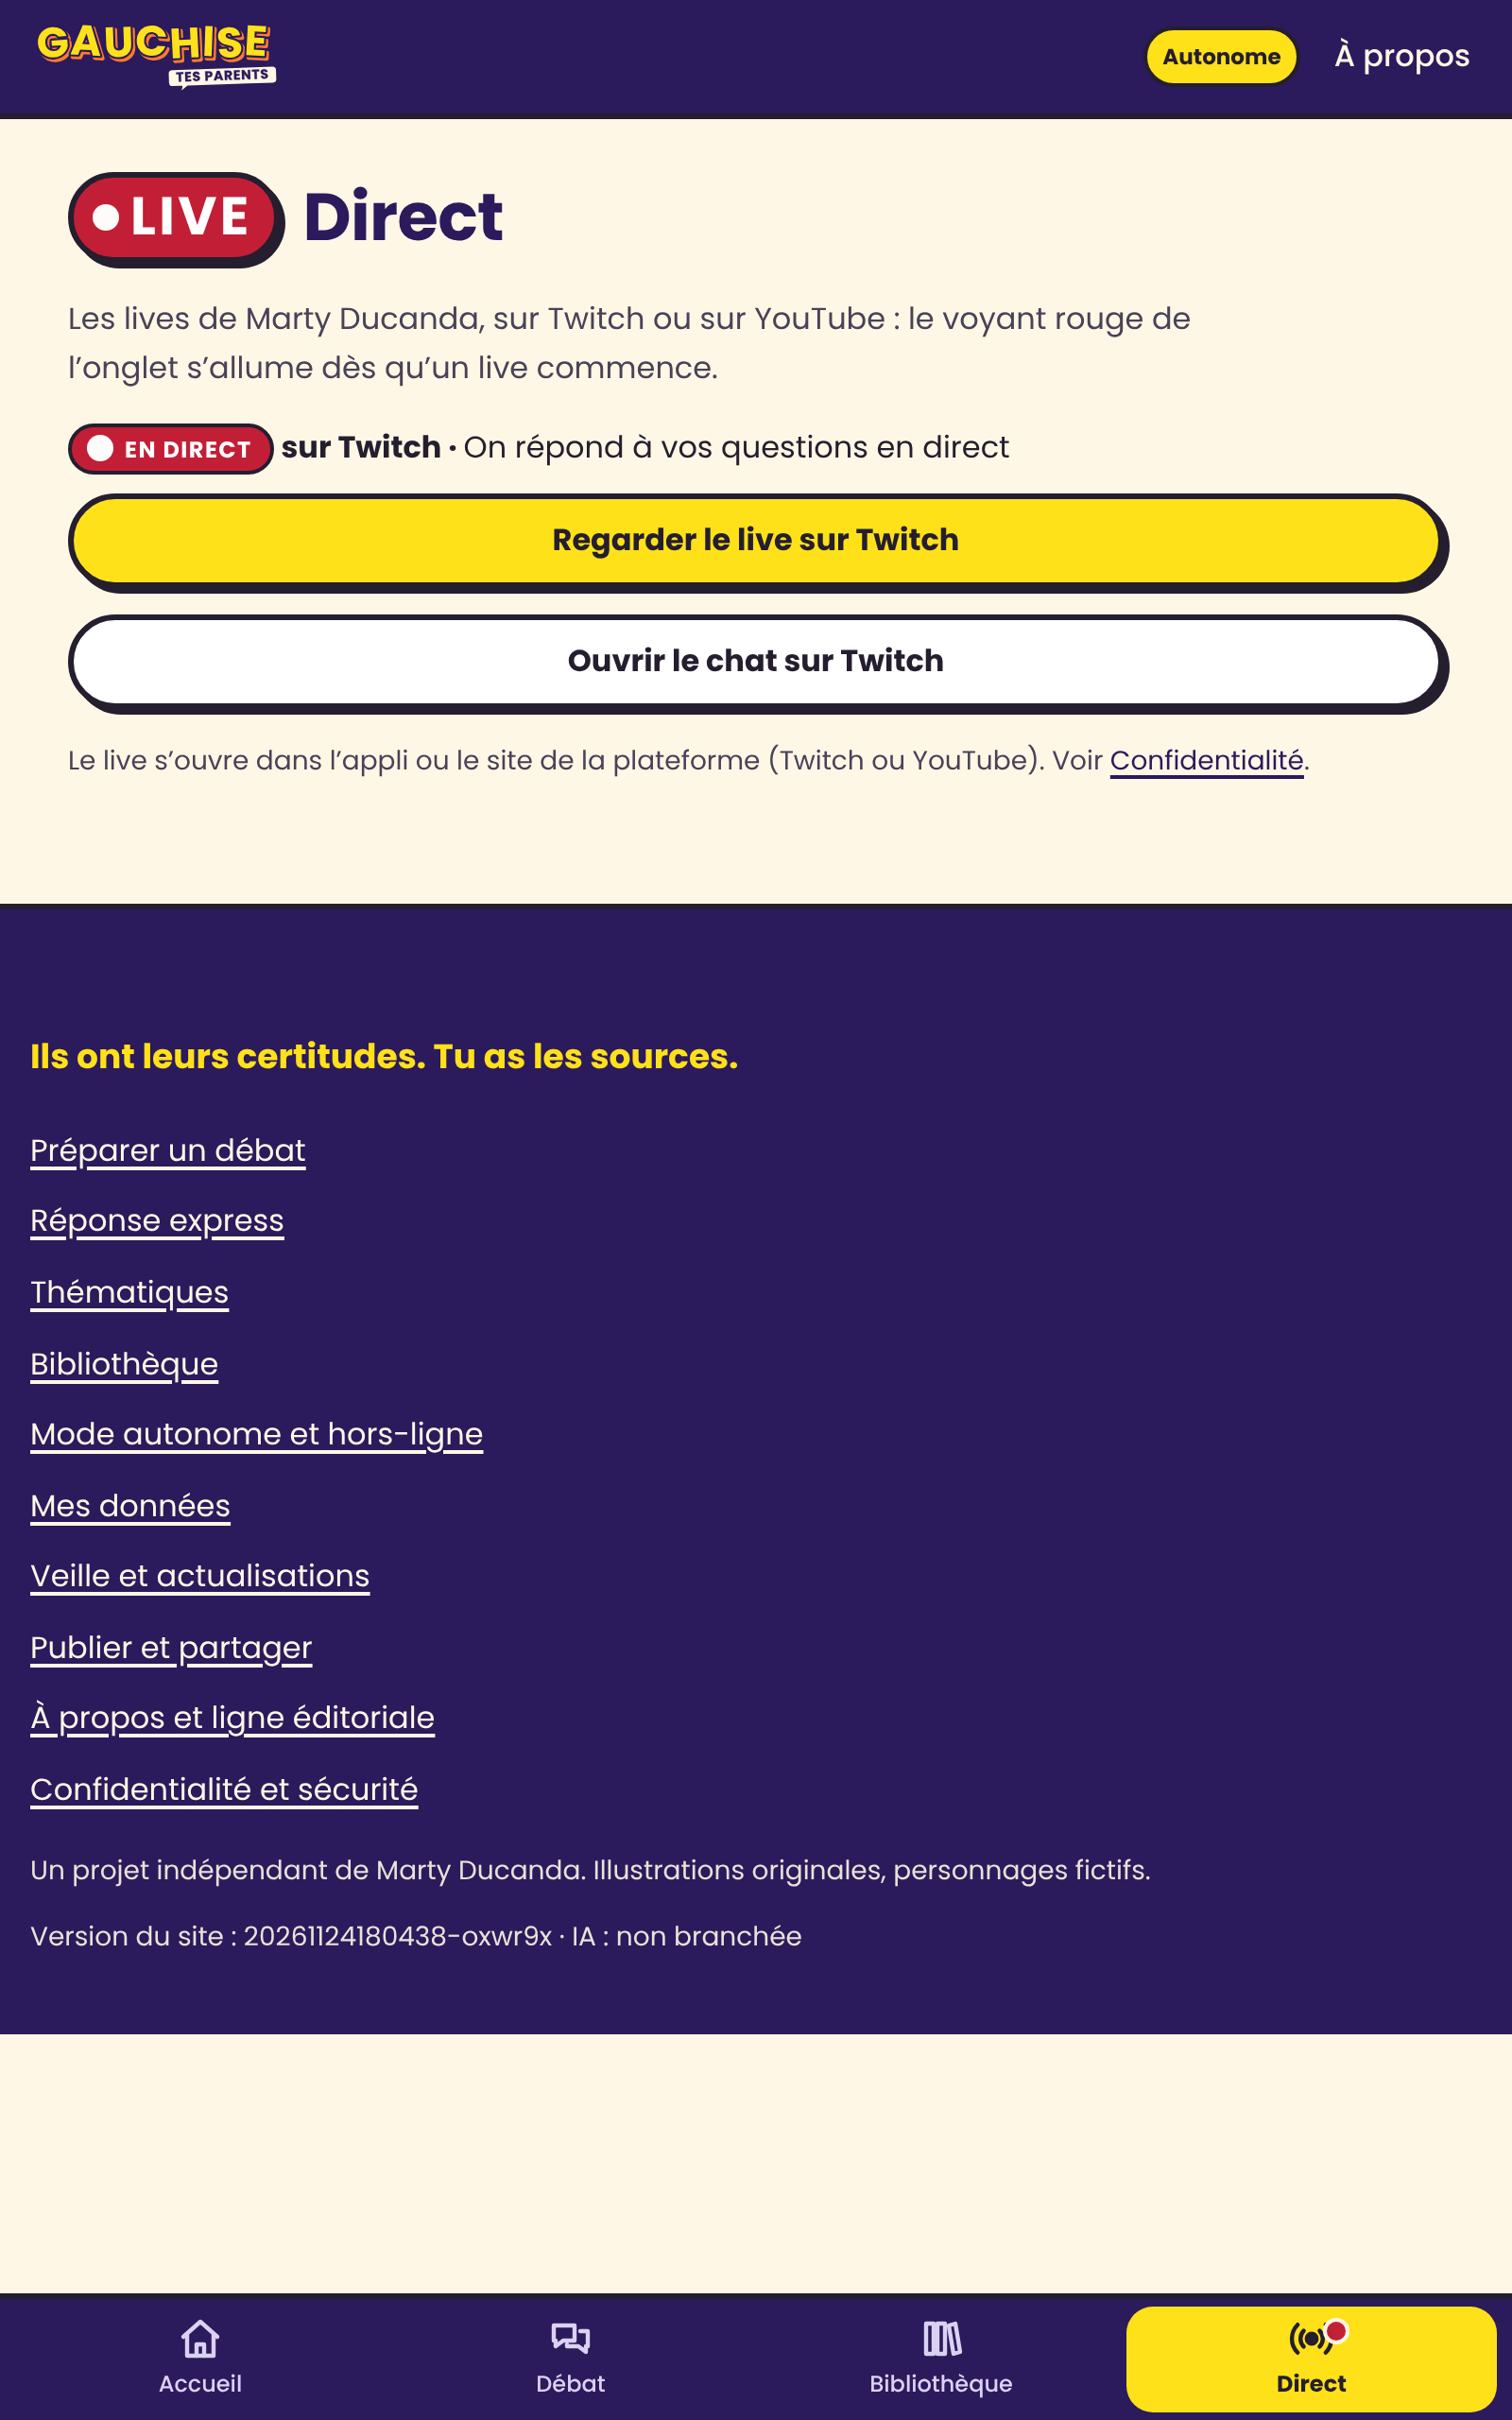 GAUCHISE
TES PARENTS
Autonome
À propos
LIVE
Direct
Les lives de Marty Ducanda, sur Twitch ou sur YouTube : le voyant rouge de
l’onglet s’allume dès qu’un live commence.
EN DIRECT sur Twitch · On répond à vos questions en direct
Regarder le live sur Twitch
Ouvrir le chat sur Twitch
Le live s’ouvre dans l’appli ou le site de la plateforme (Twitch ou YouTube). Voir Confidentialité.
Ils ont leurs certitudes. Tu as les sources.
Préparer un débat
Réponse express
Thématiques
Bibliothèque
Mode autonome et hors-ligne
Mes données
Veille et actualisations
Publier et partager
À propos et ligne éditoriale
Confidentialité et sécurité
Un projet indépendant de Marty Ducanda. Illustrations originales, personnages fictifs.
Version du site : 20261124180438-oxwr9x · IA : non branchée
Accueil
Débat
Bibliothèque
Direct